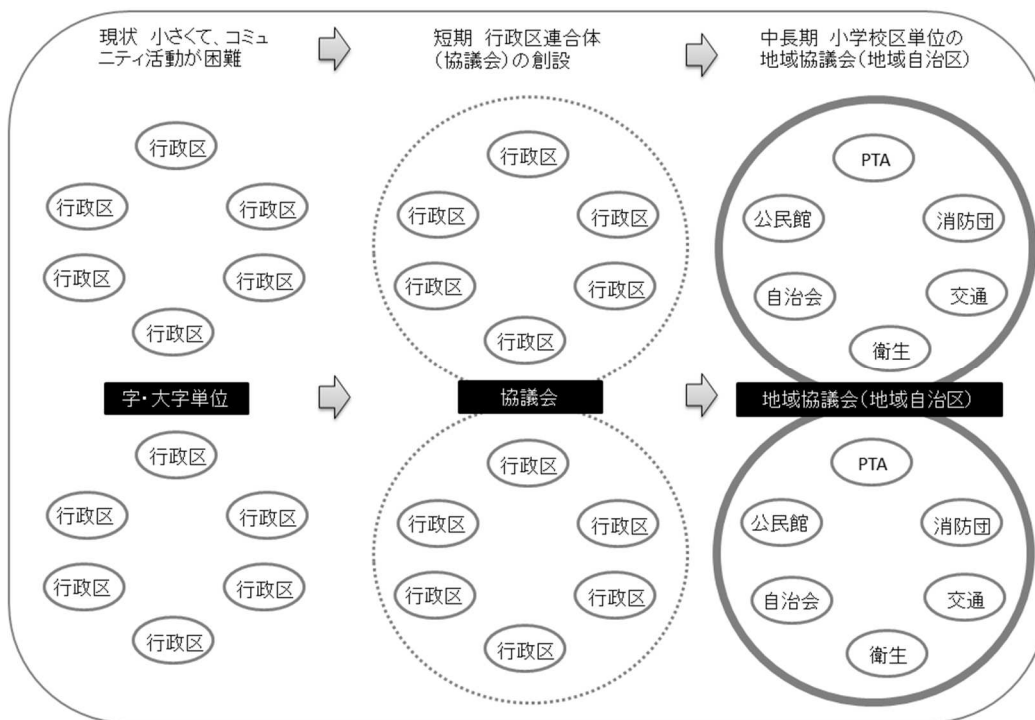 現状 小さくて、コミュ
ニティ活動が困難
短期 行政区連合体
(協議会)の創設
中長期 小学校区単位の
地域協議会(地域自治区)
行政区
行政区
行政区
行政区
行政区
行政区
行政区
行政区
行政区
行政区
行政区
行政区
PTA
公民館
消防団
自治会
交通
衛生
字・大字単位
協議会
地域協議会(地域自治区)
行政区
行政区
行政区
行政区
行政区
行政区
行政区
行政区
行政区
行政区
行政区
行政区
PTA
公民館
消防団
自治会
交通
衛生